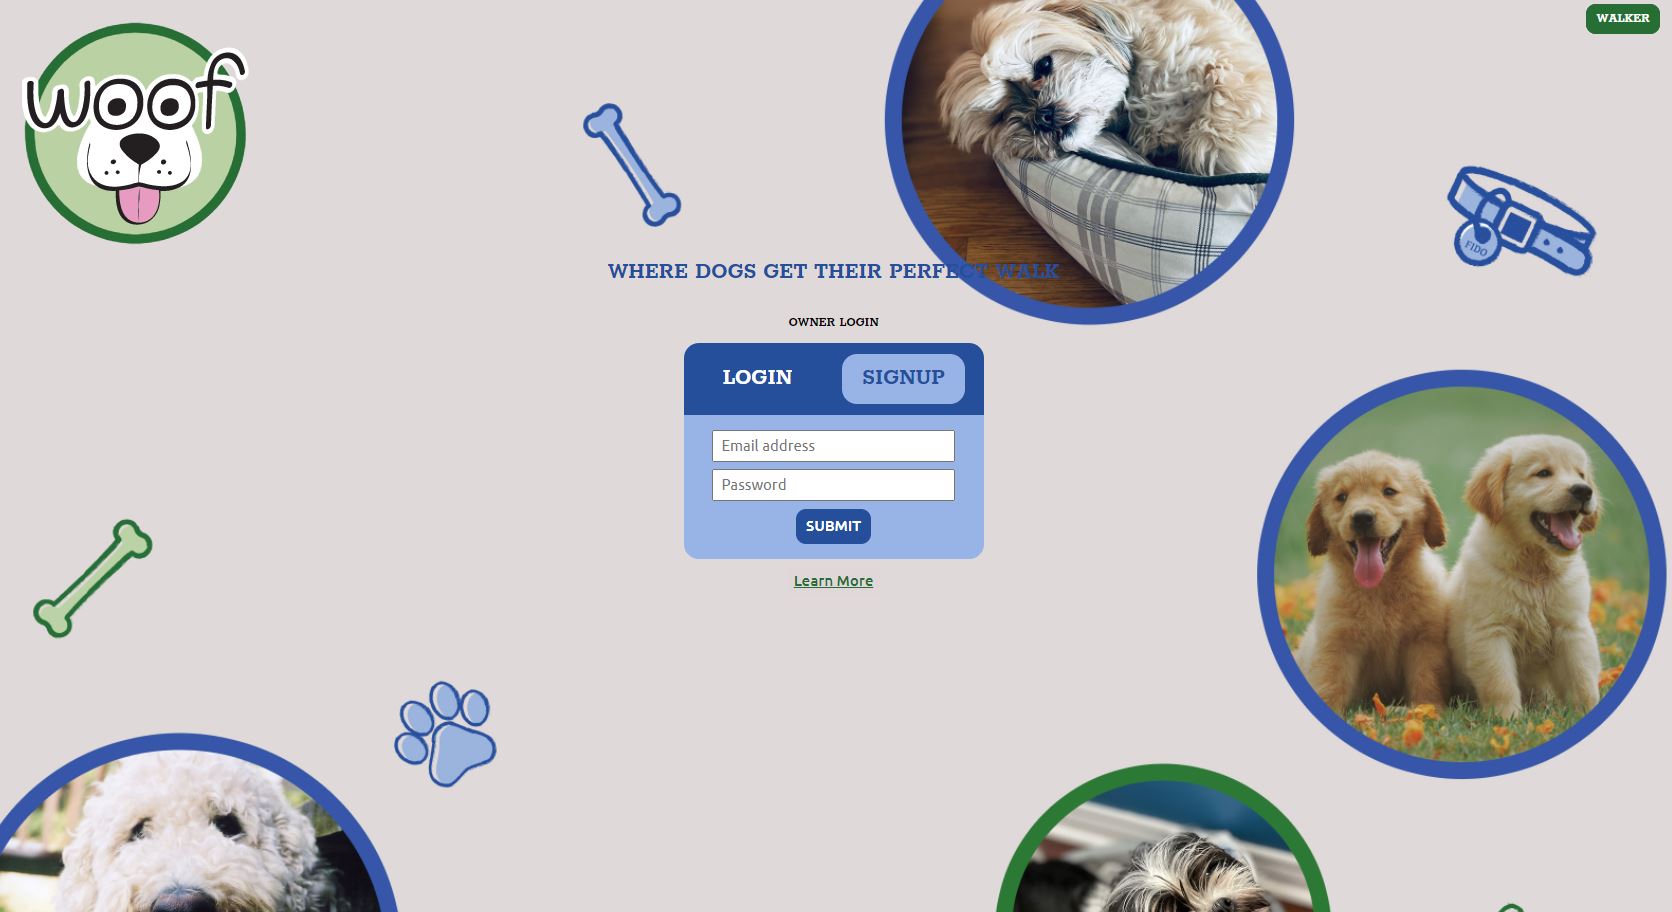 woof
WALKER
FIDO
WHERE DOGS GET THEIR PERFECT WALK
OWNER LOGIN
LOGIN
SIGNUP
Email address
Password
SUBMIT
Learn More